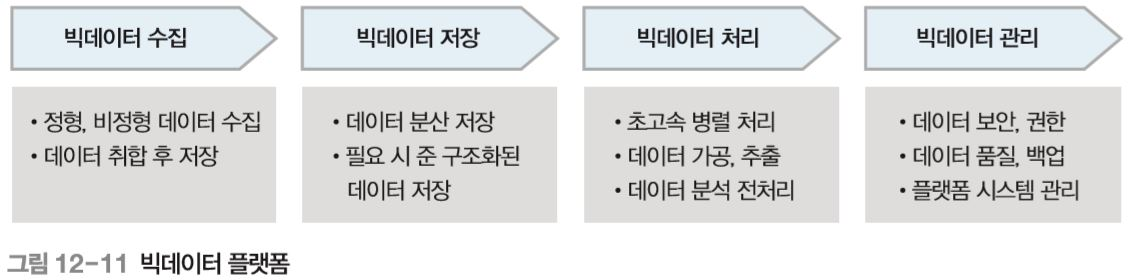 빅데이터 수집
• 정형, 비정형 데이터 수집
• 데이터 취합 후 저장
빅데이터 저장
• 데이터 분산 저장
• 필요 시 준 구조화된
데이터 저장
빅데이터 처리
• 초고속 병렬 처리
• 데이터 가공, 추출
• 데이터 분석 전처리
빅데이터 관리
• 데이터 보안, 권한
• 데이터 품질, 백업
• 플랫폼 시스템 관리
그림 12-11 빅데이터 플랫폼